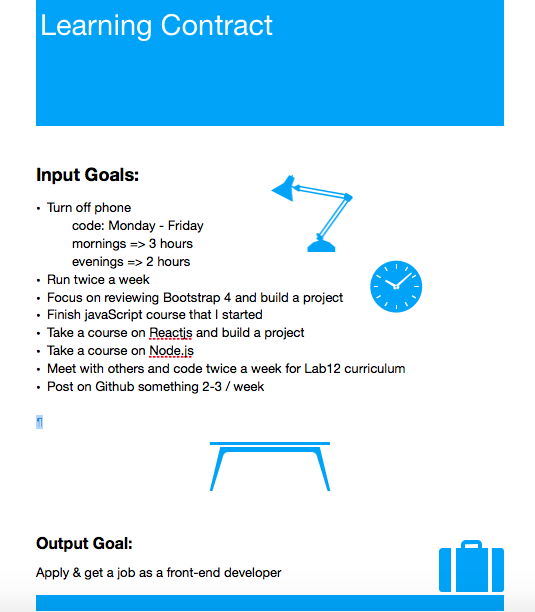 Learning Contract
Input Goals:
• Turn off phone
code: Monday - Friday
mornings => 3 hours
evenings => 2 hours
• Run twice a week
• Focus on reviewing Bootstrap 4 and build a project
• Finish javaScript course that I started
• Take a course on Reactjs and build a project
• Take a course on Node.js
• Meet with others and code twice a week for Lab12 curriculum
• Post on Github something 2-3 / week
¶
Output Goal:
Apply & get a job as a front-end developer